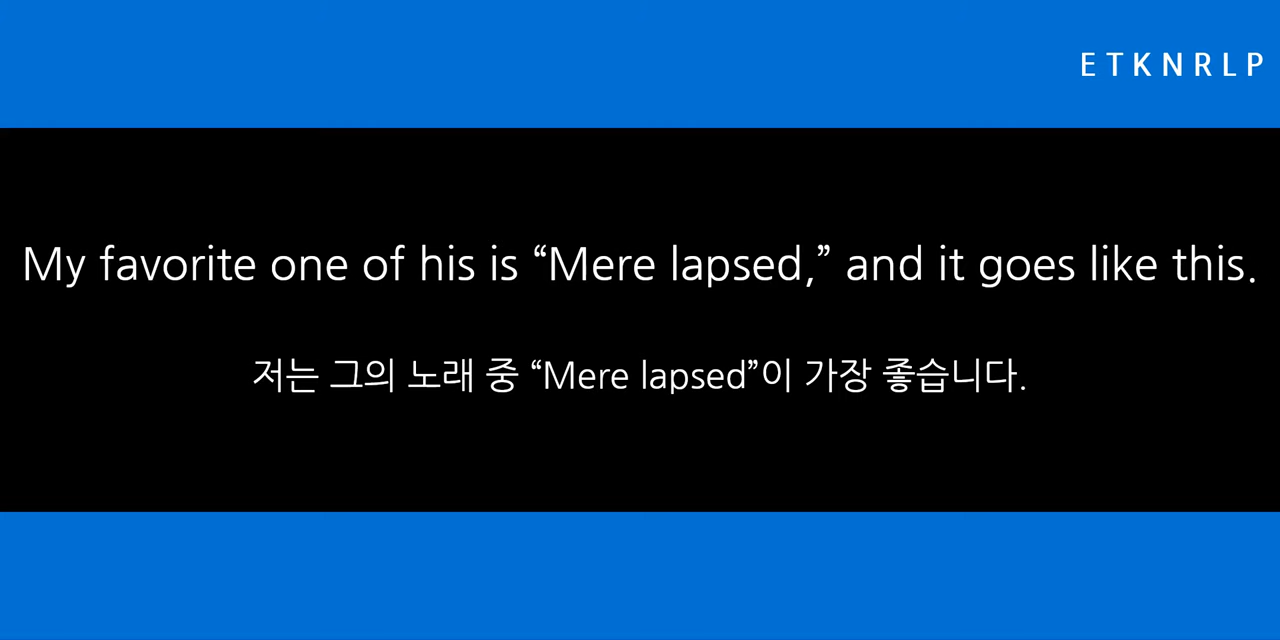 E T K N R L P
My favorite one of his is “Mere lapsed,” and it goes like this.
저는 그의 노래 중 “Mere lapsed”이 가장 좋습니다.